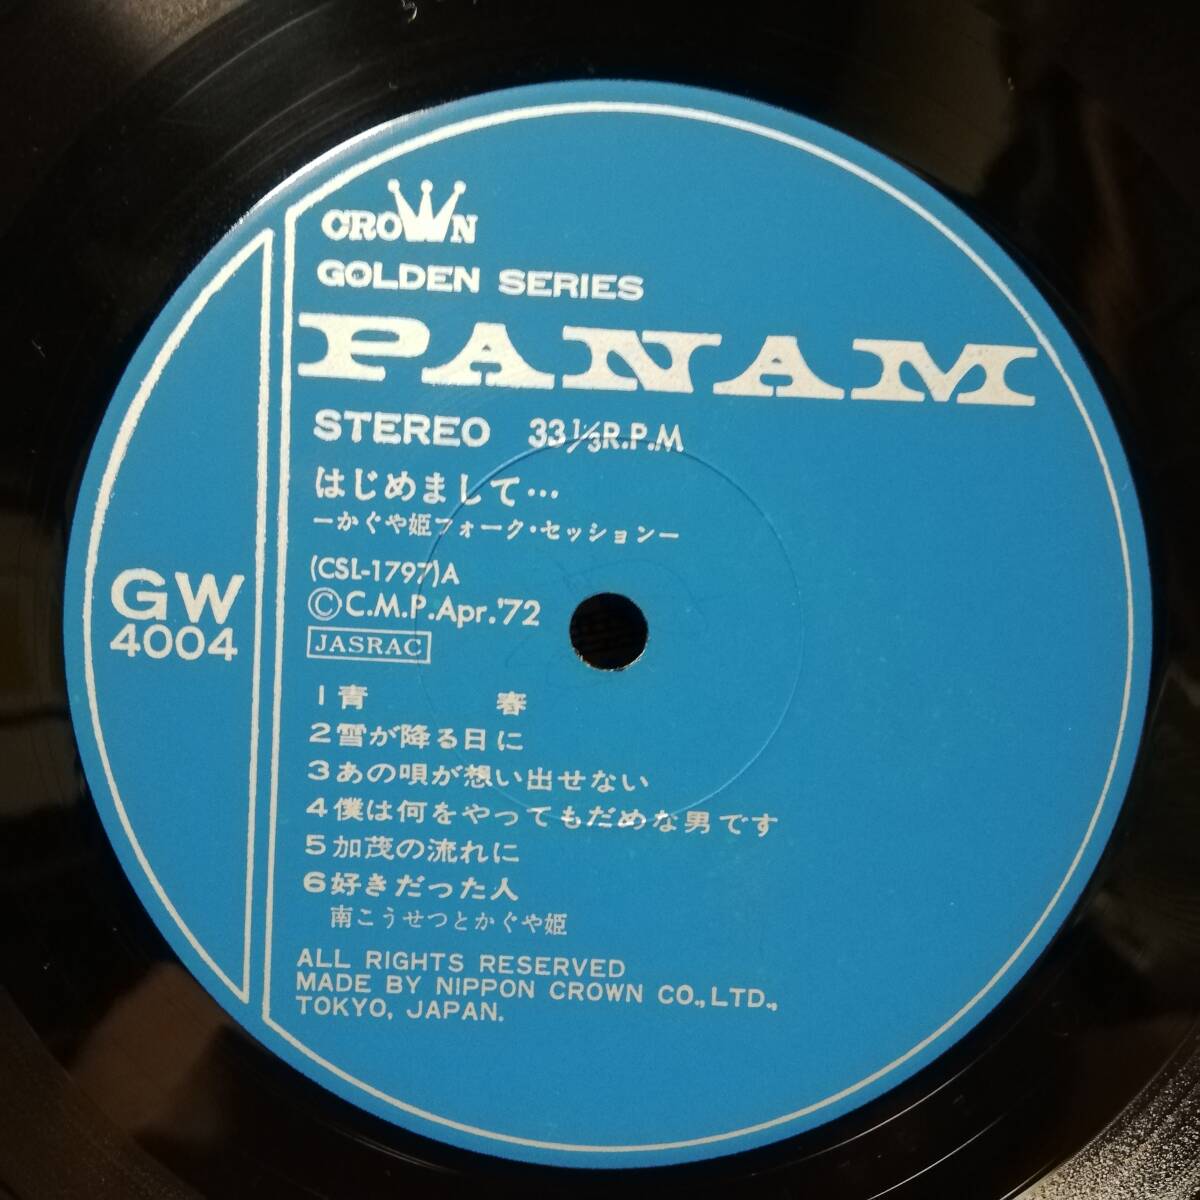 CROWN
GOLDEN SERIES
PANAM
STEREO 33 1/3 R.P.M
はじめまして…
ーかぐや姫フォーク・セッションー
(CSL-1797)A
©C.M.P.Apr.'72
JASRAC
GW
4004
1 青 春
2 雪が降る日に
3 あの唄が想い出せない
4 僕は何をやってもだめな男です
5 加茂の流れに
6 好きだった人
南こうせつとかぐや姫
ALL RIGHTS RESERVED
MADE BY NIPPON CROWN CO., LTD.,
TOKYO, JAPAN.